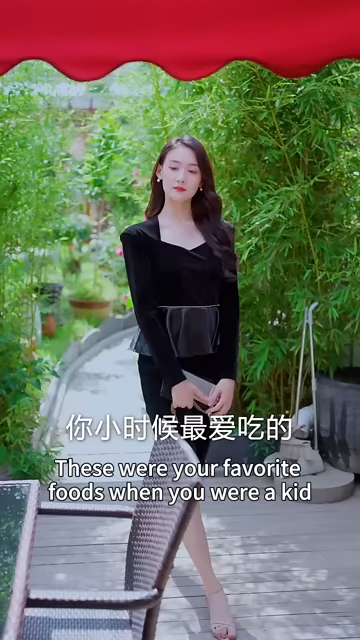 你小时候最爱吃的
These were your favorite
foods when you were a kid